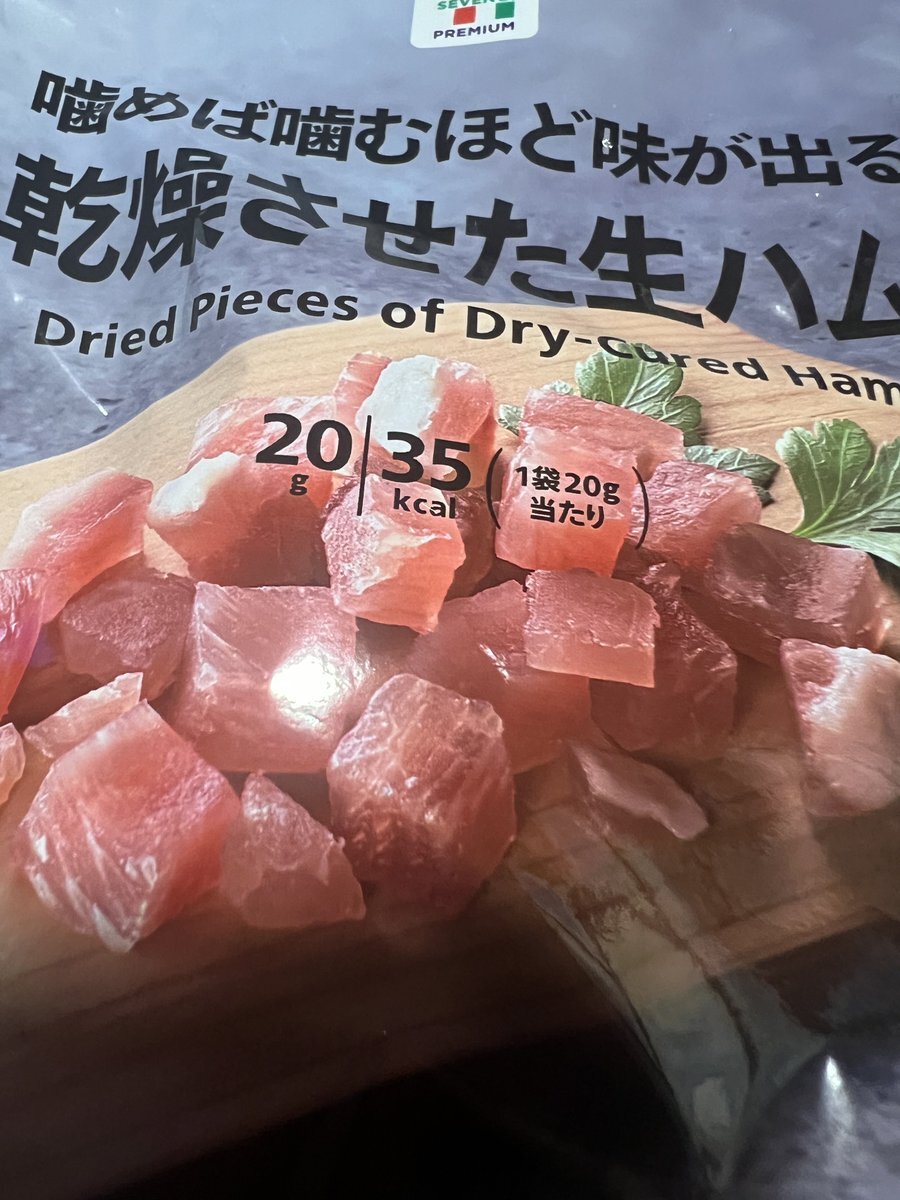 PREMIUM
噛めば噛むほど味が出る
乾燥させた生ハム
Dried Pieces of Dry-Cured Ham
20g 35kcal (1袋20g当たり)